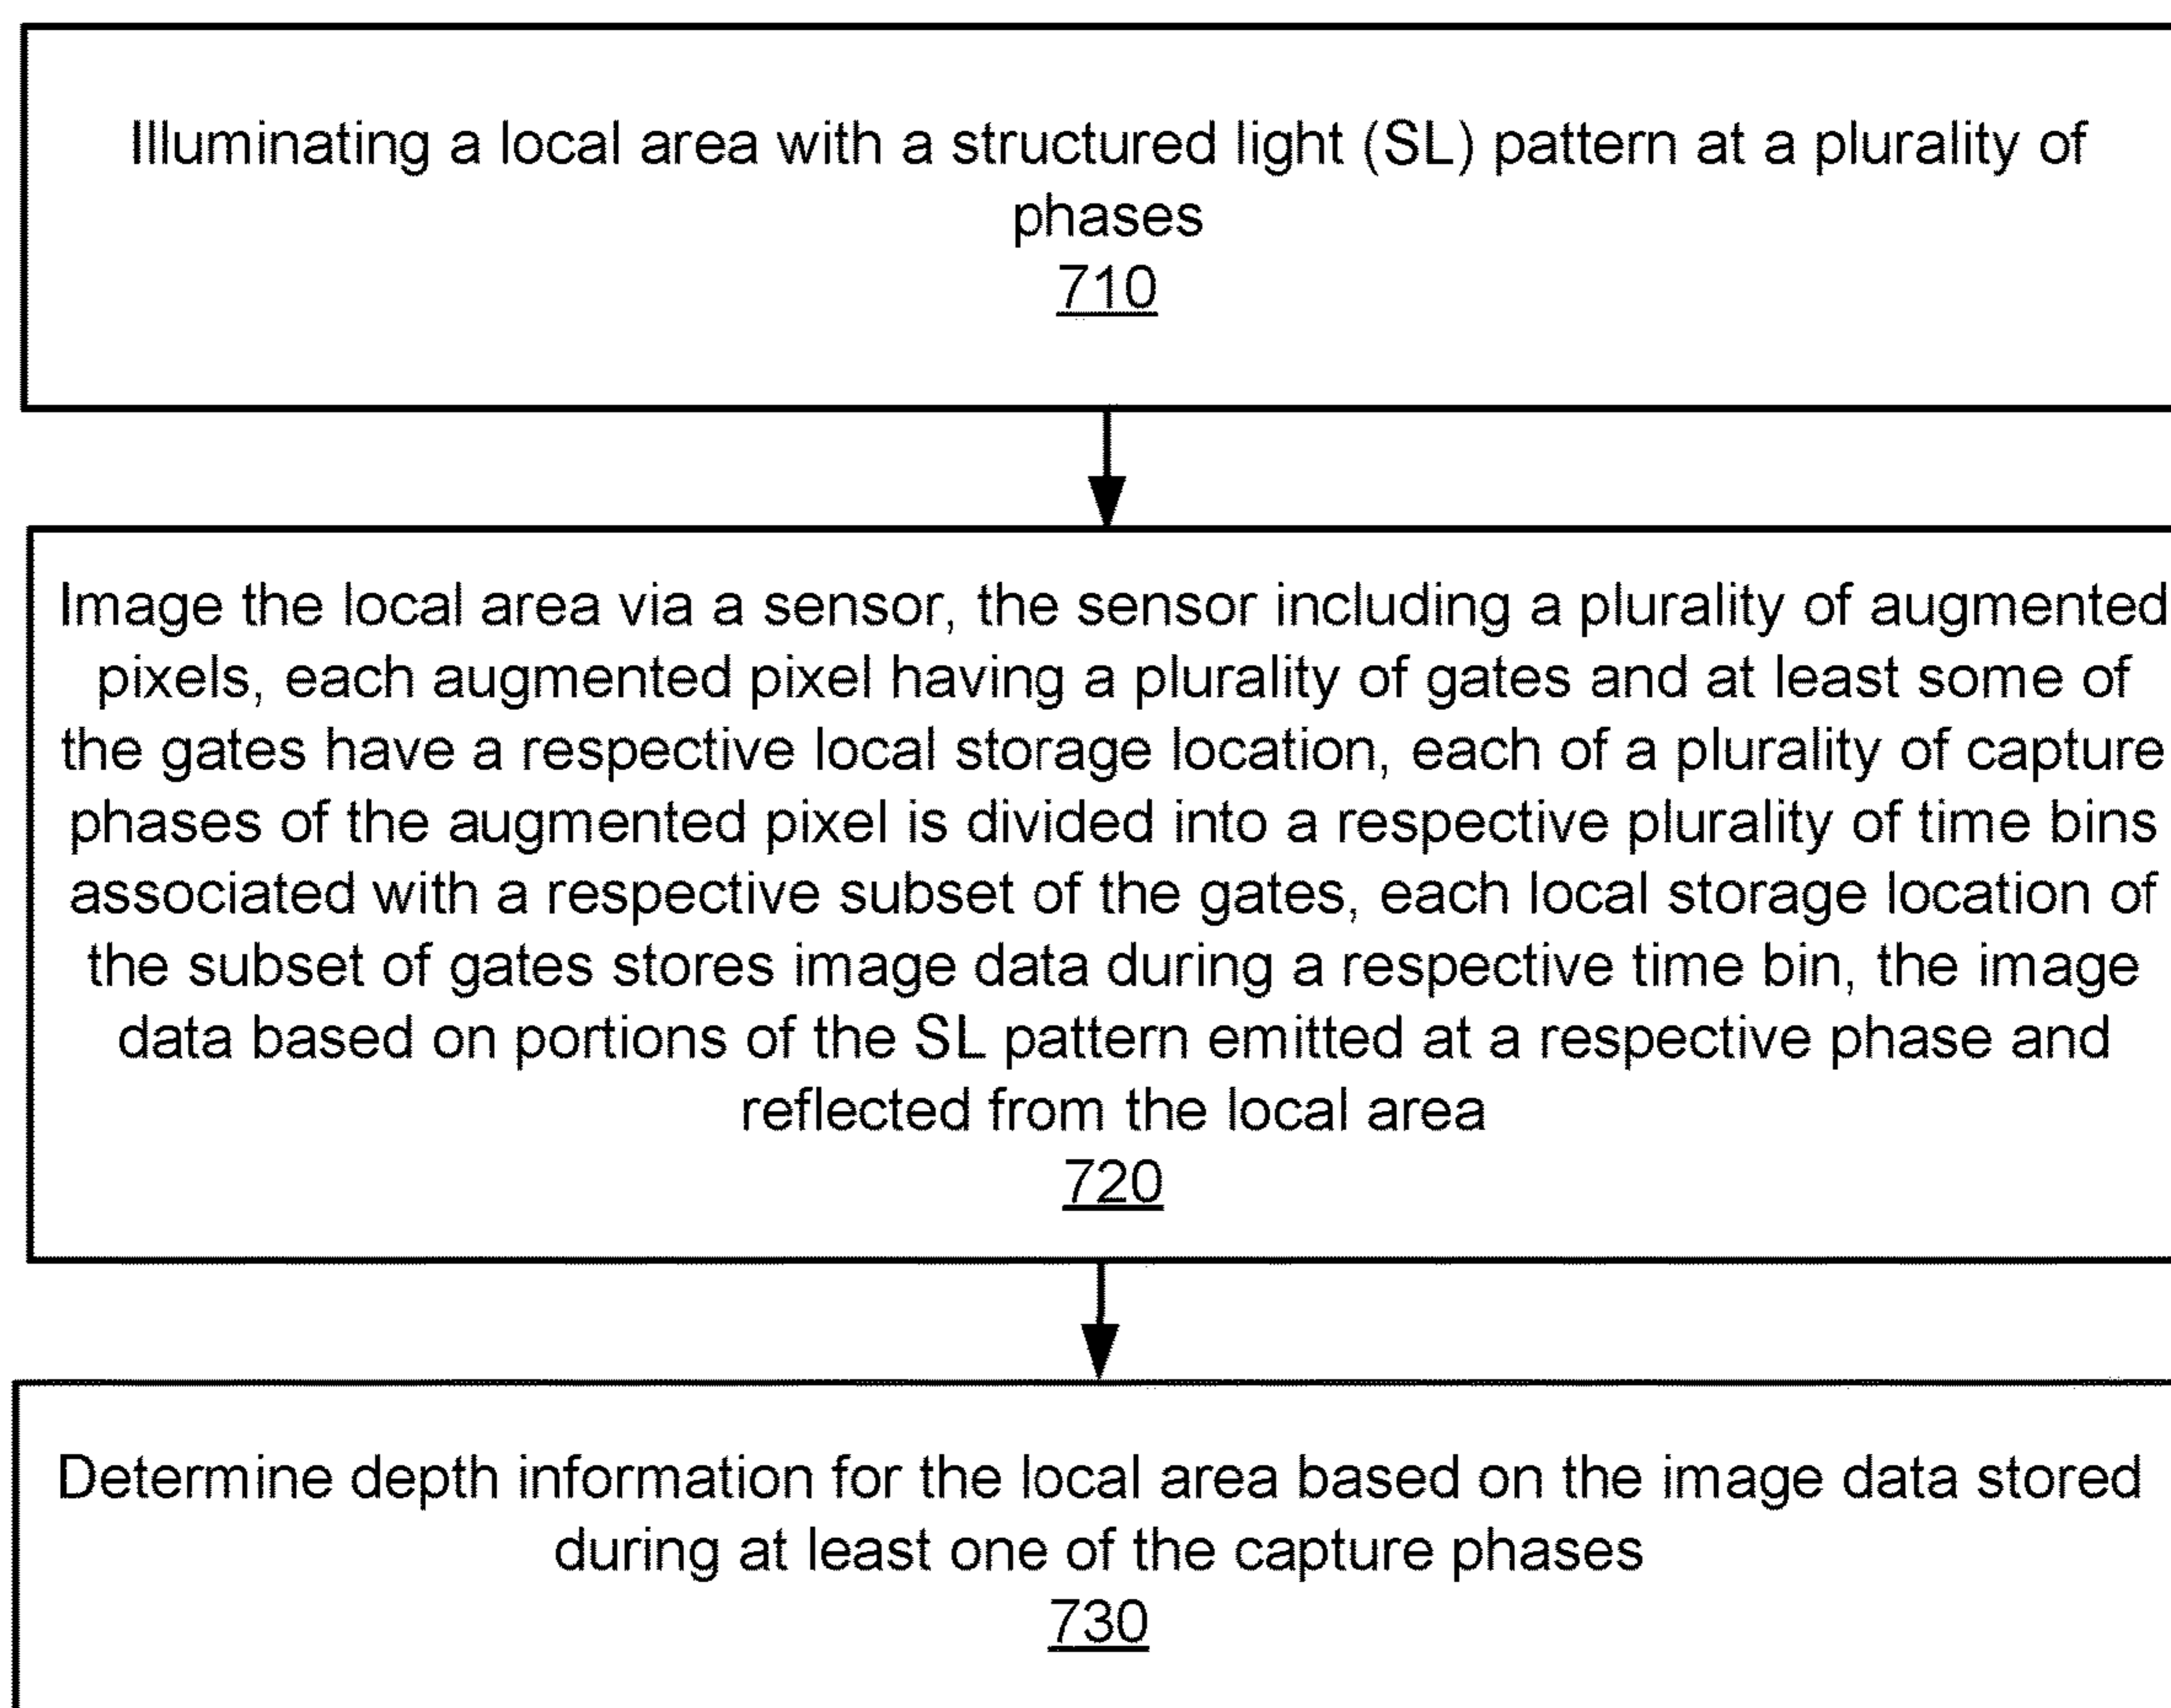 Illuminating a local area with a structured light (SL) pattern at a plurality of
phases
710
Image the local area via a sensor, the sensor including a plurality of augmented
pixels, each augmented pixel having a plurality of gates and at least some of
the gates have a respective local storage location, each of a plurality of capture
phases of the augmented pixel is divided into a respective plurality of time bins
associated with a respective subset of the gates, each local storage location of
the subset of gates stores image data during a respective time bin, the image
data based on portions of the SL pattern emitted at a respective phase and
reflected from the local area
720
Determine depth information for the local area based on the image data stored
during at least one of the capture phases
730